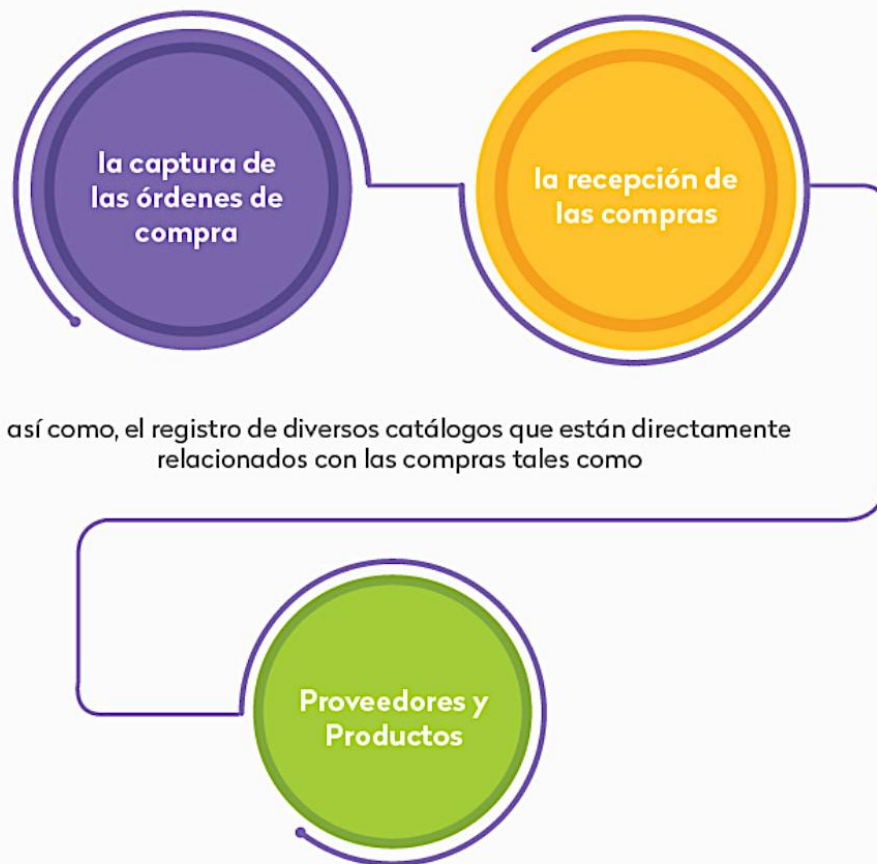 la captura de
las órdenes de
compra
la recepción de
las compras
así como, el registro de diversos catálogos que están directamente
relacionados con las compras tales como
Proveedores y
Productos